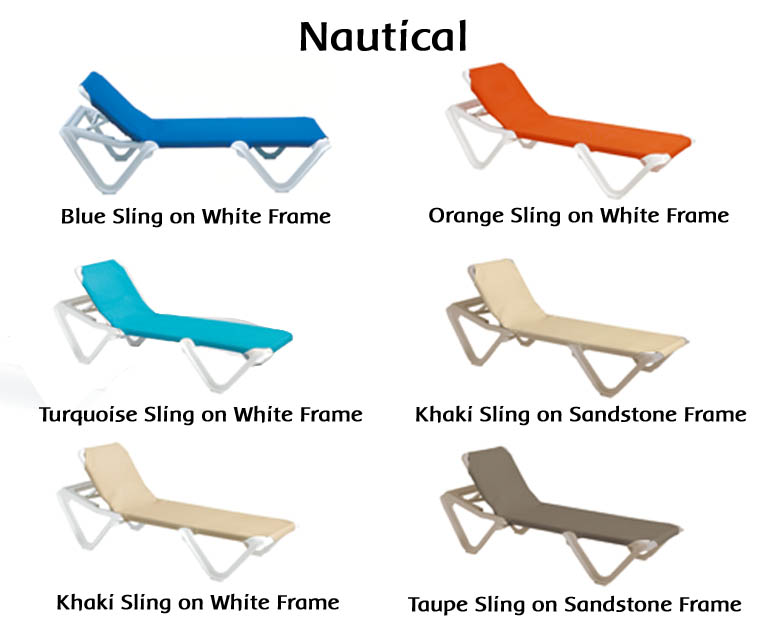 Nautical
Blue Sling on White Frame
Orange Sling on White Frame
Turquoise Sling on White Frame
Khaki Sling on Sandstone Frame
Khaki Sling on White Frame
Taupe Sling on Sandstone Frame